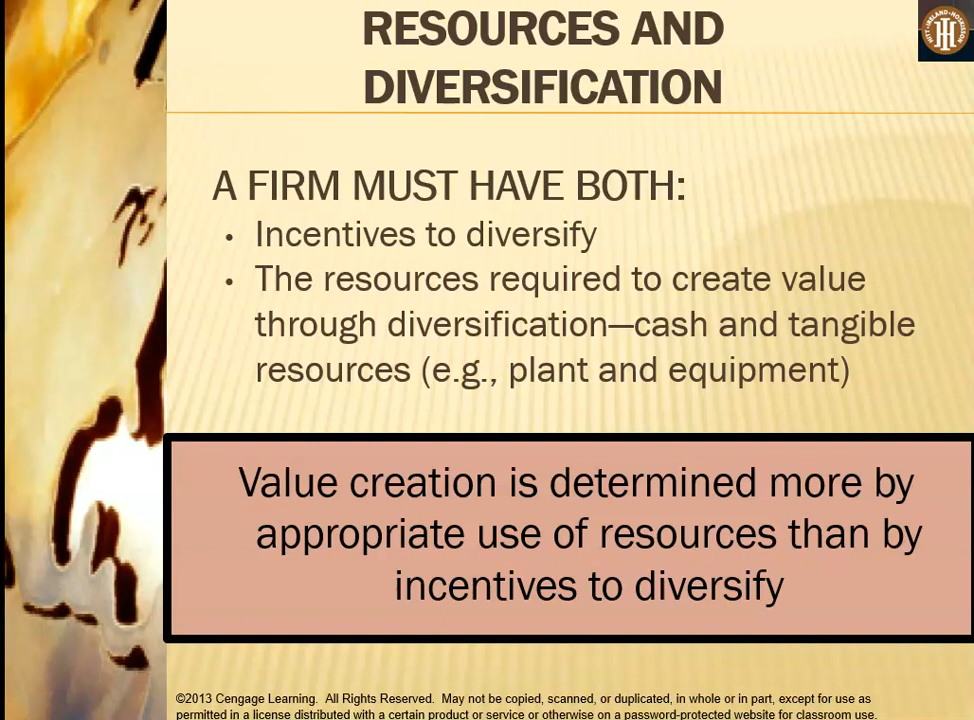 RESOURCES AND
DIVERSIFICATION
HITT·IRELAND·HOSKISSON
A FIRM MUST HAVE BOTH:
• Incentives to diversify
• The resources required to create value
through diversification—cash and tangible
resources (e.g., plant and equipment)
Value creation is determined more by
appropriate use of resources than by
incentives to diversify
©2013 Cengage Learning. All Rights Reserved. May not be copied, scanned, or duplicated, in whole or in part, except for use as
permitted in a license distributed with a certain product or service or otherwise on a password-protected website for classroom use.